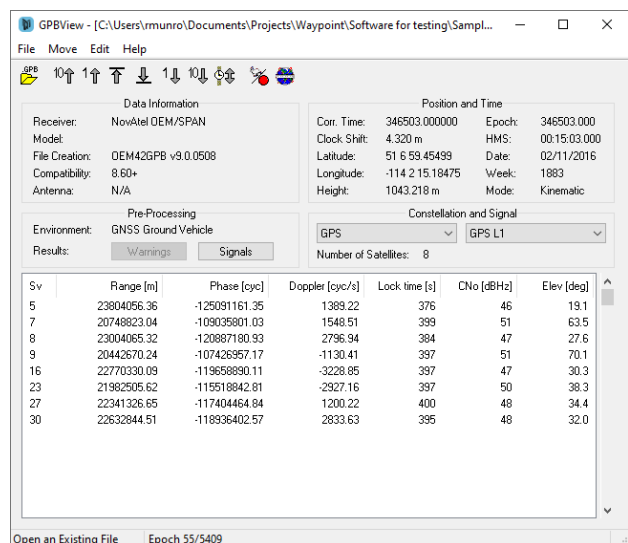 GPBView - [C:\Users\rmunro\Documents\Projects\Waypoint\Software for testing\Sampl...
File Move Edit Help
GPB 10 1 1 10
Data Information
Receiver: NovAtel OEM/SPAN
Model:
File Creation: OEM42GPB v9.0.0508
Compatibility: 8.60+
Antenna: N/A
Position and Time
Corr. Time: 346503.000000 Epoch: 346503.000
Clock Shift: 4.320 m HMS: 00:15:03.000
Latitude: 51 6 59.45499 Date: 02/11/2016
Longitude: -114 2 15.18475 Week: 1883
Height: 1043.218 m Mode: Kinematic
Pre-Processing
Environment: GNSS Ground Vehicle
Results: Warnings Signals
Constellation and Signal
GPS GPS L1
Number of Satellites: 8
Sv Range [m] Phase [cyc] Doppler [cyc/s] Lock time [s] CNo [dBHz] Elev [deg]
5 23804056.36 -125091161.35 1389.22 376 46 19.1
7 20748823.04 -109035801.03 1548.51 399 51 63.5
8 23004065.32 -120887180.93 2796.94 384 47 27.6
9 20442670.24 -107426957.17 -1130.41 397 51 70.1
16 22770330.09 -119658890.11 -3228.85 397 47 30.3
23 21982505.62 -115518842.81 -2927.16 397 50 38.3
27 22341326.65 -117404464.84 1200.22 400 48 34.4
30 22632844.51 -118936402.57 2833.63 395 48 32.0
Open an Existing File Epoch 55/5409